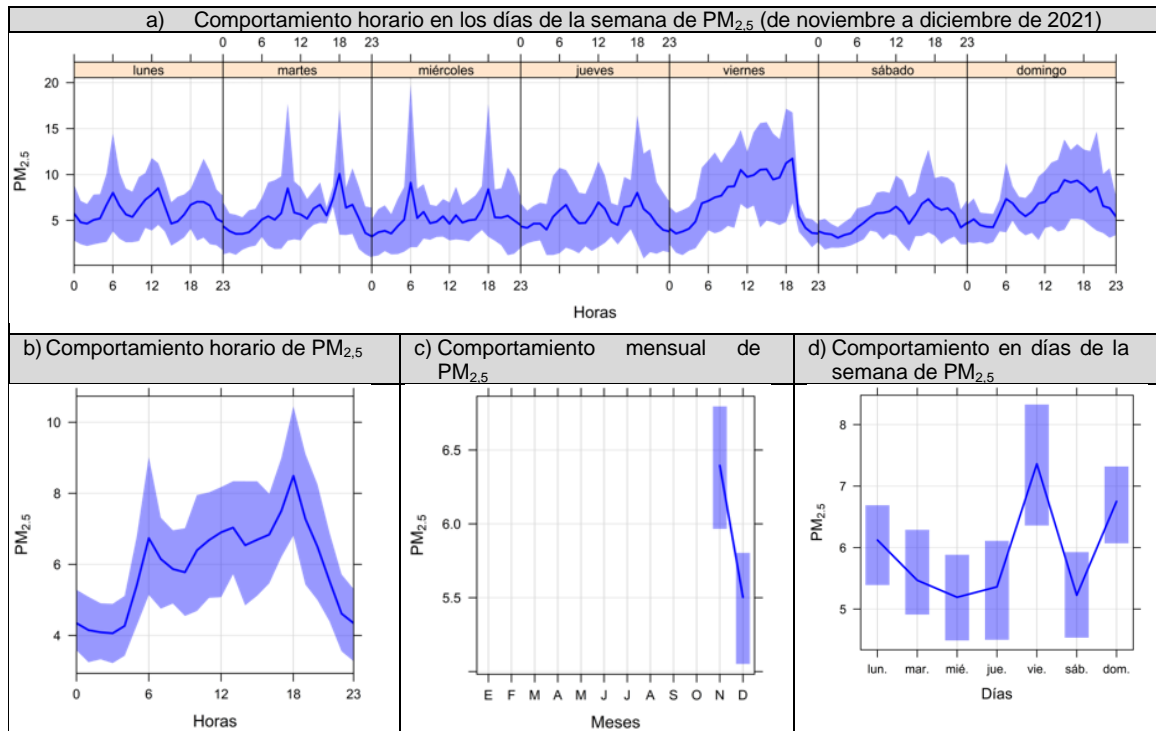 a) Comportamiento horario en los días de la semana de PM2,5 (de noviembre a diciembre de 2021)
0 6 12 18 23 0 6 12 18 23 0 6 12 18 23
lunes martes miércoles jueves viernes sábado domingo
20
15
10
5
PM2.5
0 6 12 18 23 0 6 12 18 23 0 6 12 18 23 0 6 12 18 23
Horas
b) Comportamiento horario de PM2,5
10
8
6
4
PM2.5
0 6 12 18 23
Horas
c) Comportamiento mensual de
PM2,5
6.5
6.0
5.5
PM2.5
E F M A M J J A S O N D
Meses
d) Comportamiento en días de la
semana de PM2,5
8
7
6
5
PM2.5
lun. mar. mié. jue. vie. sáb. dom.
Días